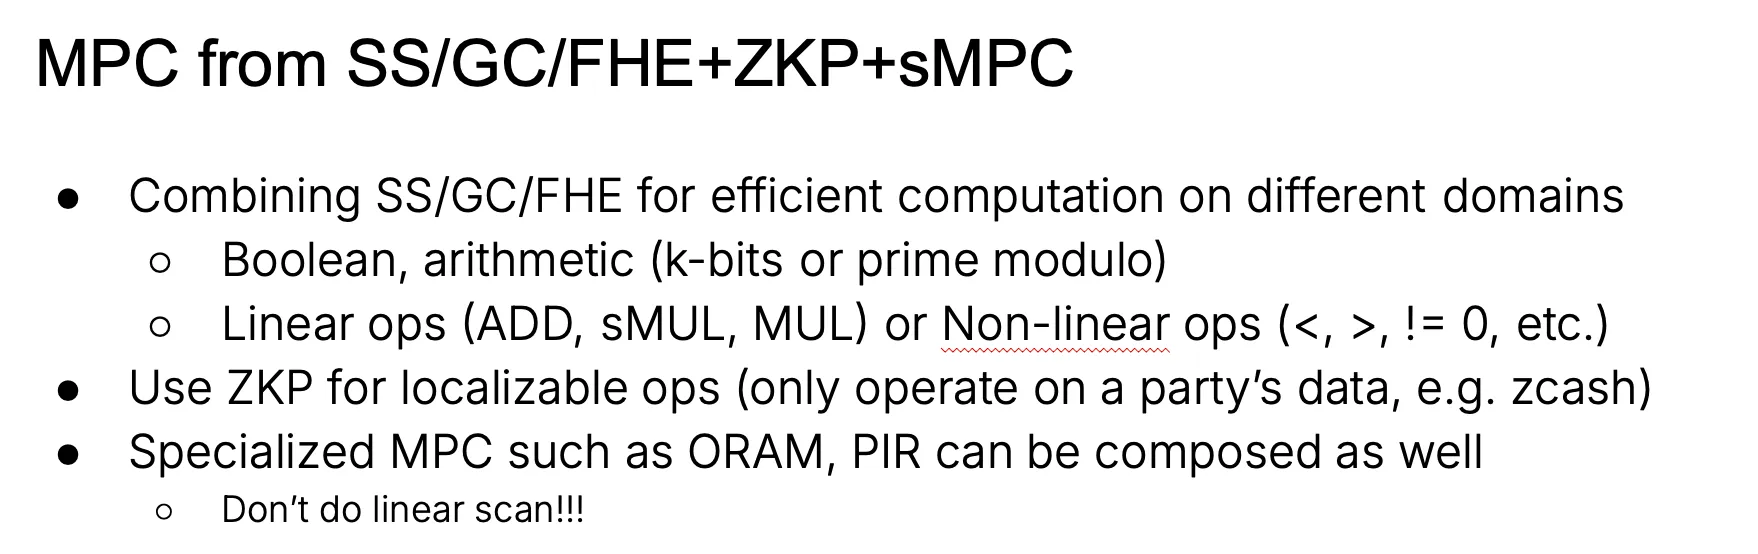 MPC from SS/GC/FHE+ZKP+sMPC
● Combining SS/GC/FHE for efficient computation on different domains
○ Boolean, arithmetic (k-bits or prime modulo)
○ Linear ops (ADD, sMUL, MUL) or Non-linear ops (<, >, != 0, etc.)
● Use ZKP for localizable ops (only operate on a party’s data, e.g. zcash)
● Specialized MPC such as ORAM, PIR can be composed as well
○ Don’t do linear scan!!!